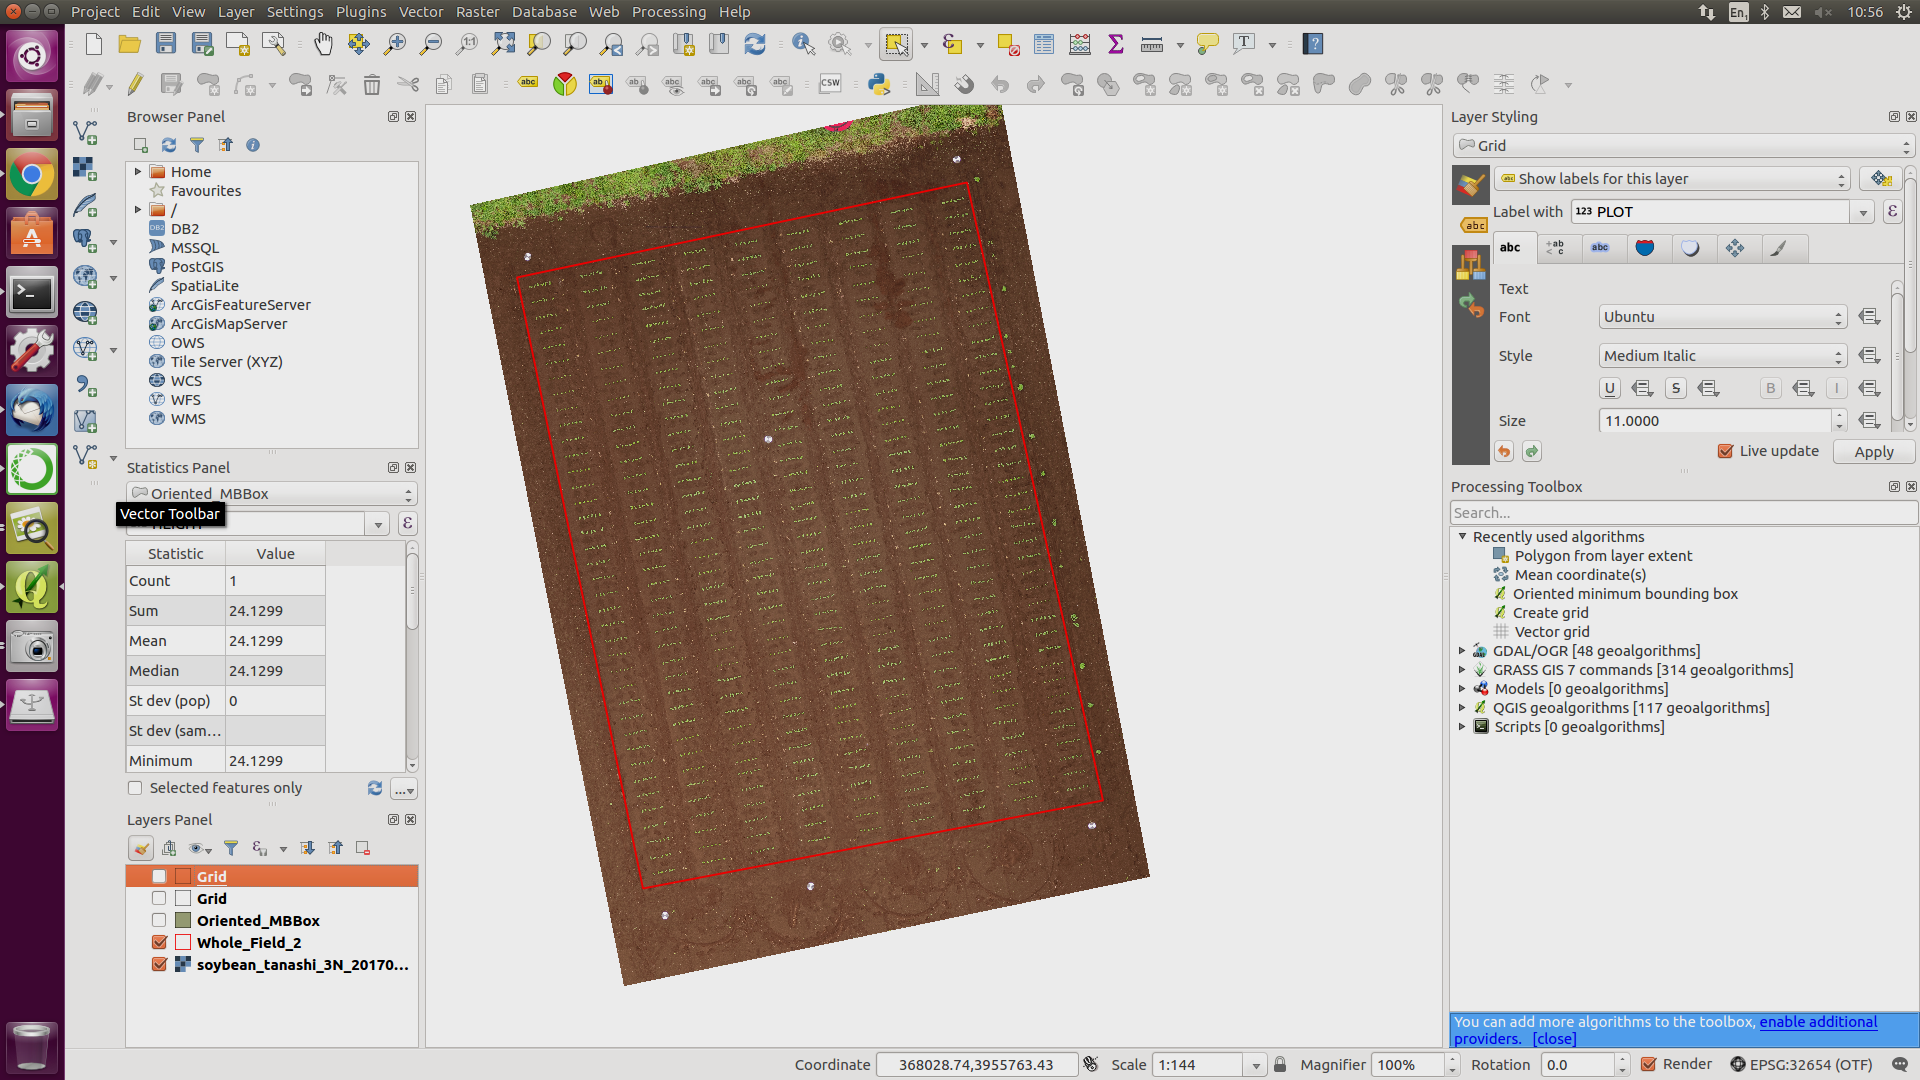 Project Edit View Layer Settings Plugins Vector Raster Database Web Processing Help
En1
10:56
1:1
abc
abc
CSW
Browser Panel
Home
Favourites
/
DB2
MSSQL
PostGIS
SpatiaLite
ArcGisFeatureServer
ArcGisMapServer
OWS
Tile Server (XYZ)
WCS
WFS
WMS
Statistics Panel
Oriented_MBBox
Vector Toolbar
Statistic Value
Count 1
Sum 24.1299
Mean 24.1299
Median 24.1299
St dev (pop) 0
St dev (sam...
Minimum 24.1299
Selected features only
...
Layers Panel
Grid
Grid
Oriented_MBBox
Whole_Field_2
soybean_tanashi_3N_20170...
Layer Styling
Grid
Show labels for this layer
Label with 123 PLOT
abc
Text
Font Ubuntu
Style Medium Italic
U S B I
Size 11.0000
Live update Apply
Processing Toolbox
Search...
Recently used algorithms
Polygon from layer extent
Mean coordinate(s)
Oriented minimum bounding box
Create grid
Vector grid
GDAL/OGR [48 geoalgorithms]
GRASS GIS 7 commands [314 geoalgorithms]
Models [0 geoalgorithms]
QGIS geoalgorithms [117 geoalgorithms]
Scripts [0 geoalgorithms]
You can add more algorithms to the toolbox, enable additional
providers. [close]
Coordinate 368028.74,3955763.43 Scale 1:144 Magnifier 100% Rotation 0.0 Render EPSG:32654 (OTF)